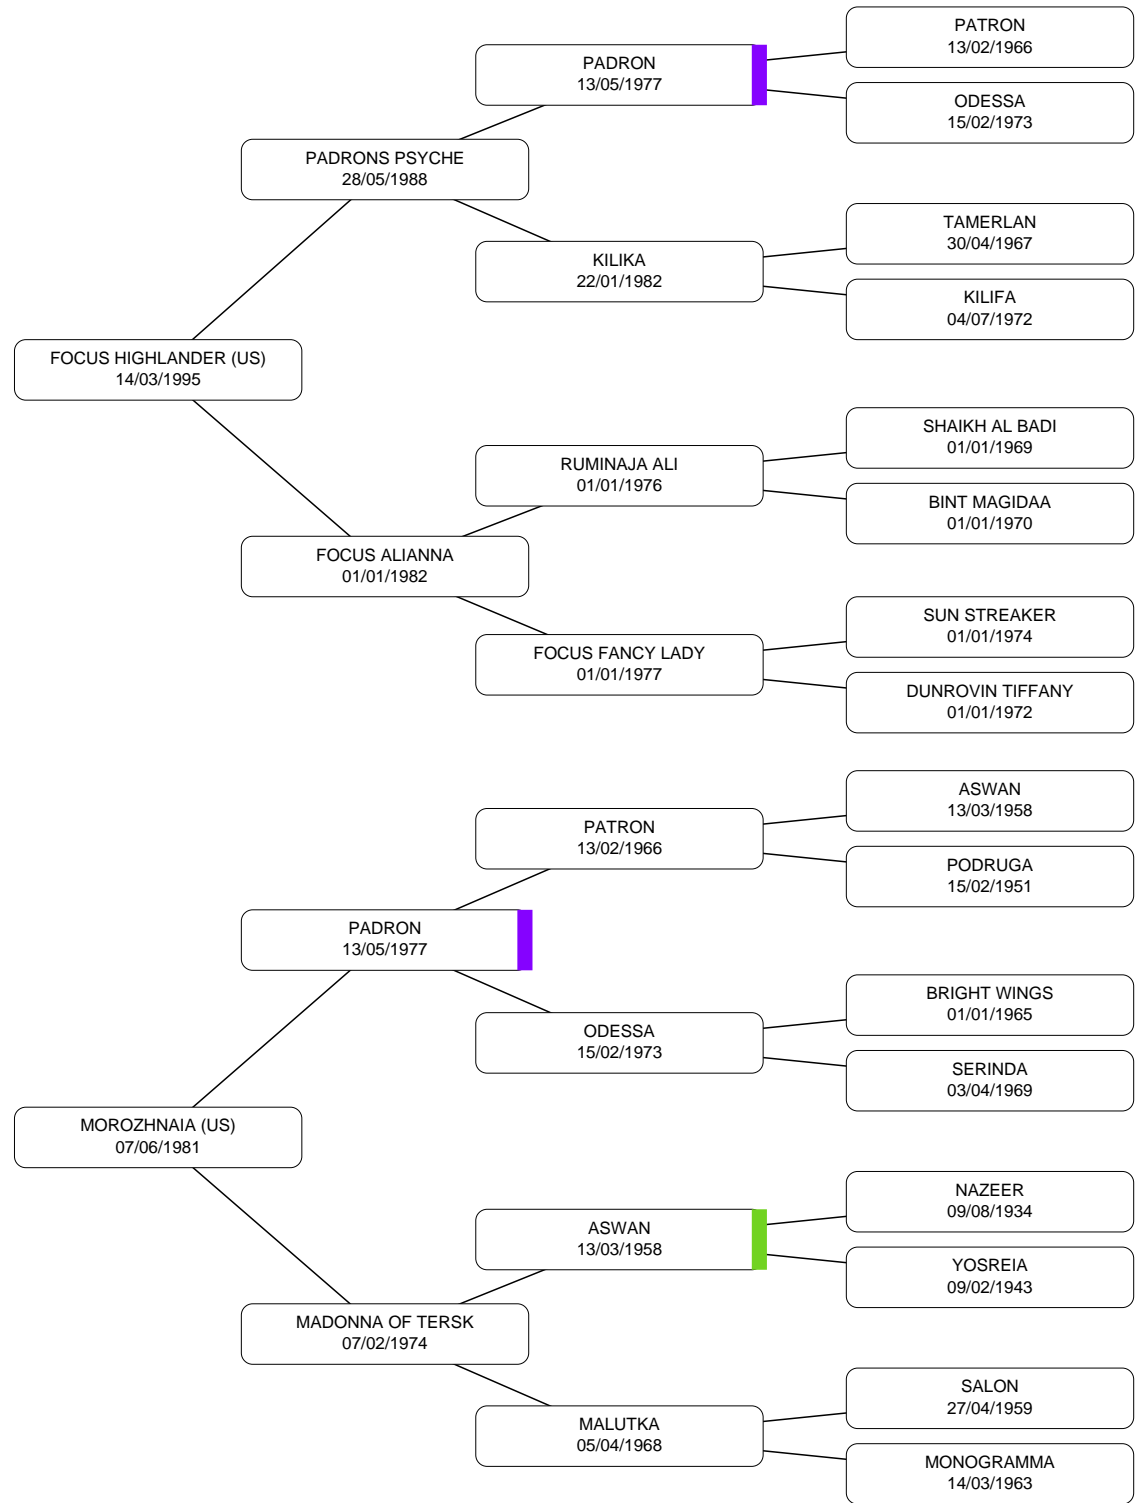 PATRON
13/02/1966
PADRON
13/05/1977
ODESSA
15/02/1973
PADRONS PSYCHE
28/05/1988
TAMERLAN
30/04/1967
KILIKA
22/01/1982
KILIFA
04/07/1972
FOCUS HIGHLANDER (US)
14/03/1995
SHAIKH AL BADI
01/01/1969
RUMINAJA ALI
01/01/1976
BINT MAGIDAA
01/01/1970
FOCUS ALIANNA
01/01/1982
SUN STREAKER
01/01/1974
FOCUS FANCY LADY
01/01/1977
DUNROVIN TIFFANY
01/01/1972
ASWAN
13/03/1958
PATRON
13/02/1966
PODRUGA
15/02/1951
PADRON
13/05/1977
BRIGHT WINGS
01/01/1965
ODESSA
15/02/1973
SERINDA
03/04/1969
MOROZHNAIA (US)
07/06/1981
NAZEER
09/08/1934
ASWAN
13/03/1958
YOSREIA
09/02/1943
MADONNA OF TERSK
07/02/1974
SALON
27/04/1959
MALUTKA
05/04/1968
MONOGRAMMA
14/03/1963